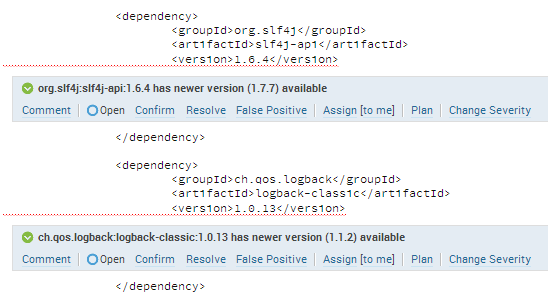 <dependency>
<groupId>org.slf4j</groupId>
<artifactId>slf4j-api</artifactId>
<version>1.6.4</version>
org.slf4j:slf4j-api:1.6.4 has newer version (1.7.7) available
Comment Open Confirm Resolve False Positive Assign [to me] Plan Change Severity
</dependency>
<dependency>
<groupId>ch.qos.logback</groupId>
<artifactId>logback-classic</artifactId>
<version>1.0.13</version>
ch.qos.logback:logback-classic:1.0.13 has newer version (1.1.2) available
Comment Open Confirm Resolve False Positive Assign [to me] Plan Change Severity
</dependency>